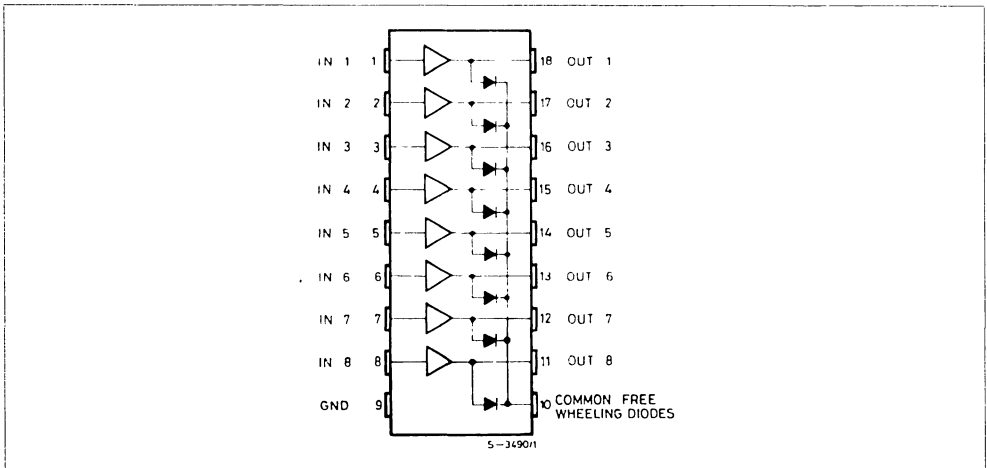 IN 1 1 18 OUT 1
IN 2 2 17 OUT 2
IN 3 3 16 OUT 3
IN 4 4 15 OUT 4
IN 5 5 14 OUT 5
IN 6 6 13 OUT 6
IN 7 7 12 OUT 7
IN 8 8 11 OUT 8
GND 9 10 COMMON FREE
WHEELING DIODES
5-3490/1